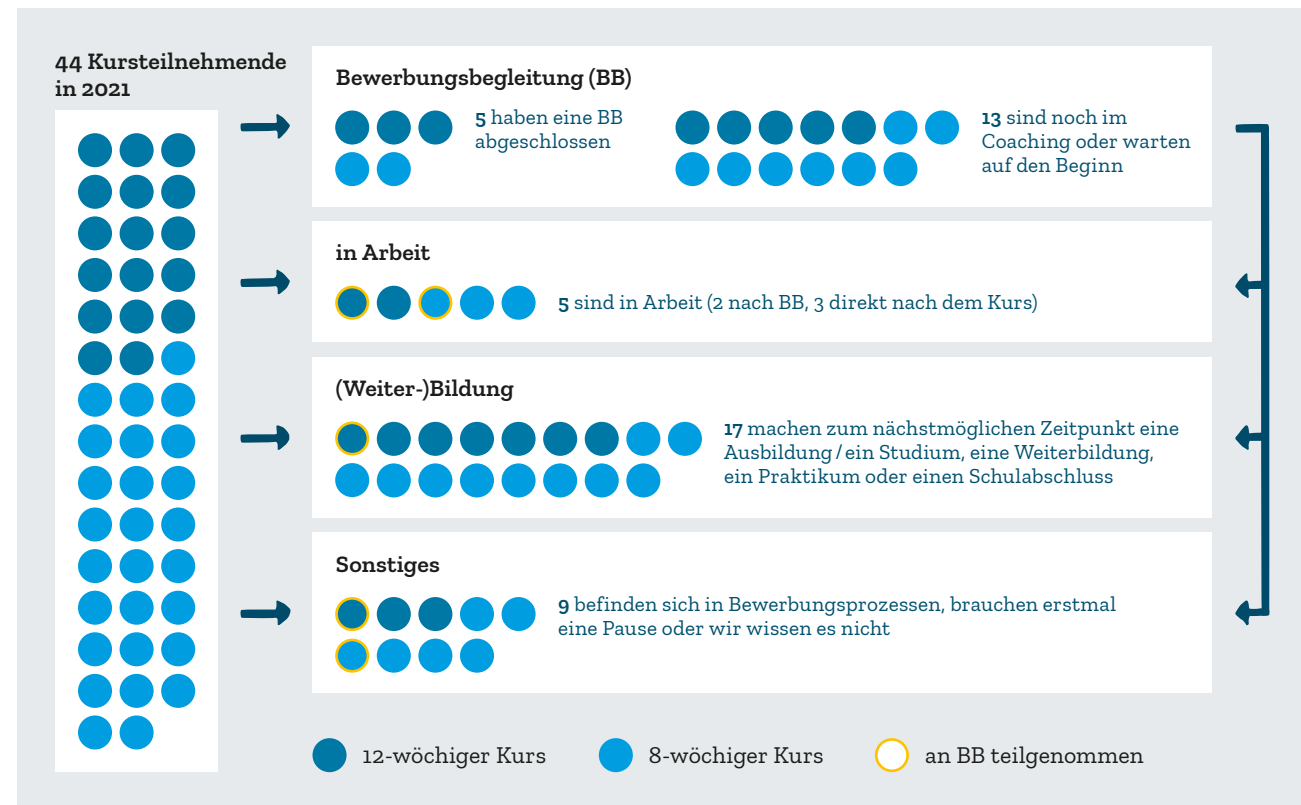 44 Kursteilnehmende
in 2021
Bewerbungsbegleitung (BB)
5 haben eine BB
abgeschlossen
13 sind noch im
Coaching oder warten
auf den Beginn
in Arbeit
5 sind in Arbeit (2 nach BB, 3 direkt nach dem Kurs)
(Weiter-)Bildung
17 machen zum nächstmöglichen Zeitpunkt eine
Ausbildung / ein Studium, eine Weiterbildung,
ein Praktikum oder einen Schulabschluss
Sonstiges
9 befinden sich in Bewerbungsprozessen, brauchen erstmal
eine Pause oder wir wissen es nicht
12-wöchiger Kurs
8-wöchiger Kurs
an BB teilgenommen